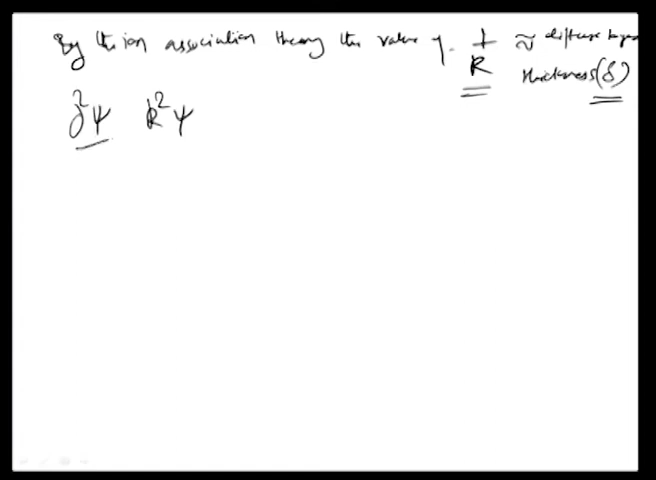 By the ion association theory the value of 1/K ≈ diffuse layer
thickness (δ)
∂²ψ K²ψ